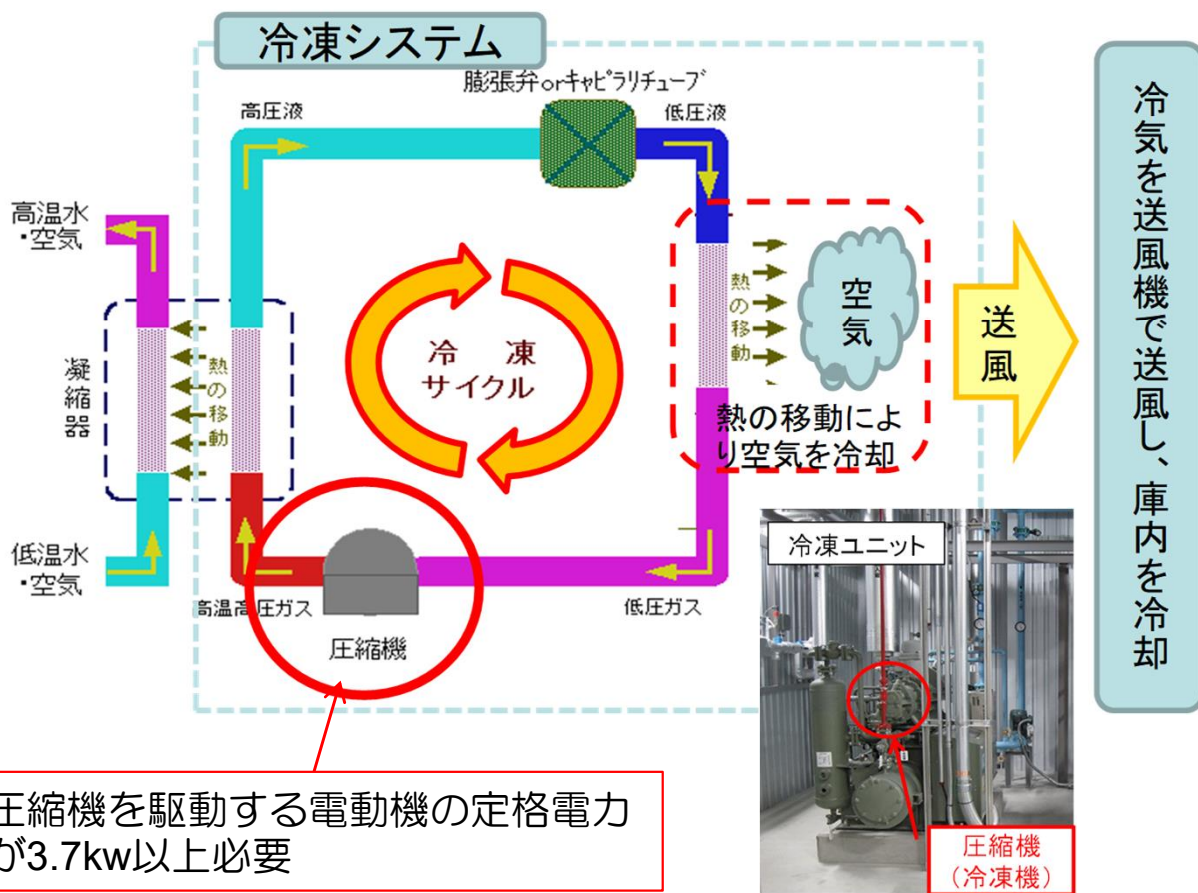 冷凍システム
膨張弁orキャピラリチューブ
高圧液
低圧液
高温水
・空気
凝縮器
熱の移動
熱の移動
冷凍
サイクル
熱の移動
空気
熱の移動によ
り空気を冷却
送風
冷気を送風機で送風し、庫内を冷却
低温水
・空気
高温高圧ガス
圧縮機
低圧ガス
冷凍ユニット
圧縮機を駆動する電動機の定格電力
が3.7kw以上必要
圧縮機
（冷凍機）